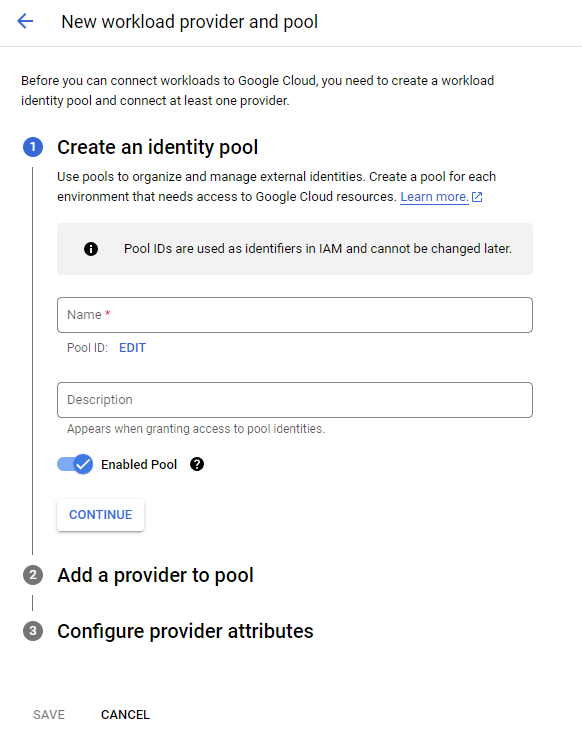 New workload provider and pool
Before you can connect workloads to Google Cloud, you need to create a workload
identity pool and connect at least one provider.
1 Create an identity pool
Use pools to organize and manage external identities. Create a pool for each
environment that needs access to Google Cloud resources. Learn more.
Pool IDs are used as identifiers in IAM and cannot be changed later.
Name *
Pool ID: EDIT
Description
Appears when granting access to pool identities.
Enabled Pool
CONTINUE
2 Add a provider to pool
3 Configure provider attributes
SAVE CANCEL